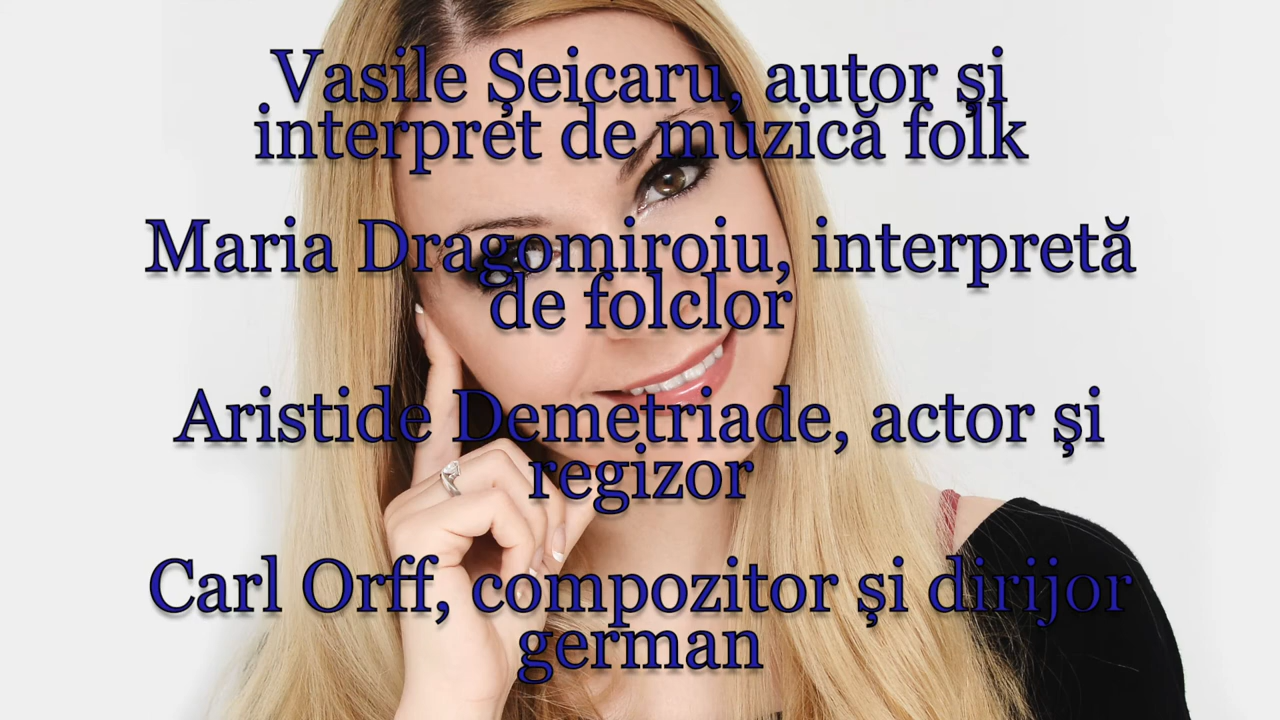 Vasile Șeicaru, autor și
interpret de muzică folk
Maria Dragomiroiu, interpretă
de folclor
Aristide Demetriade, actor și
regizor
Carl Orff, compozitor și dirijor
german